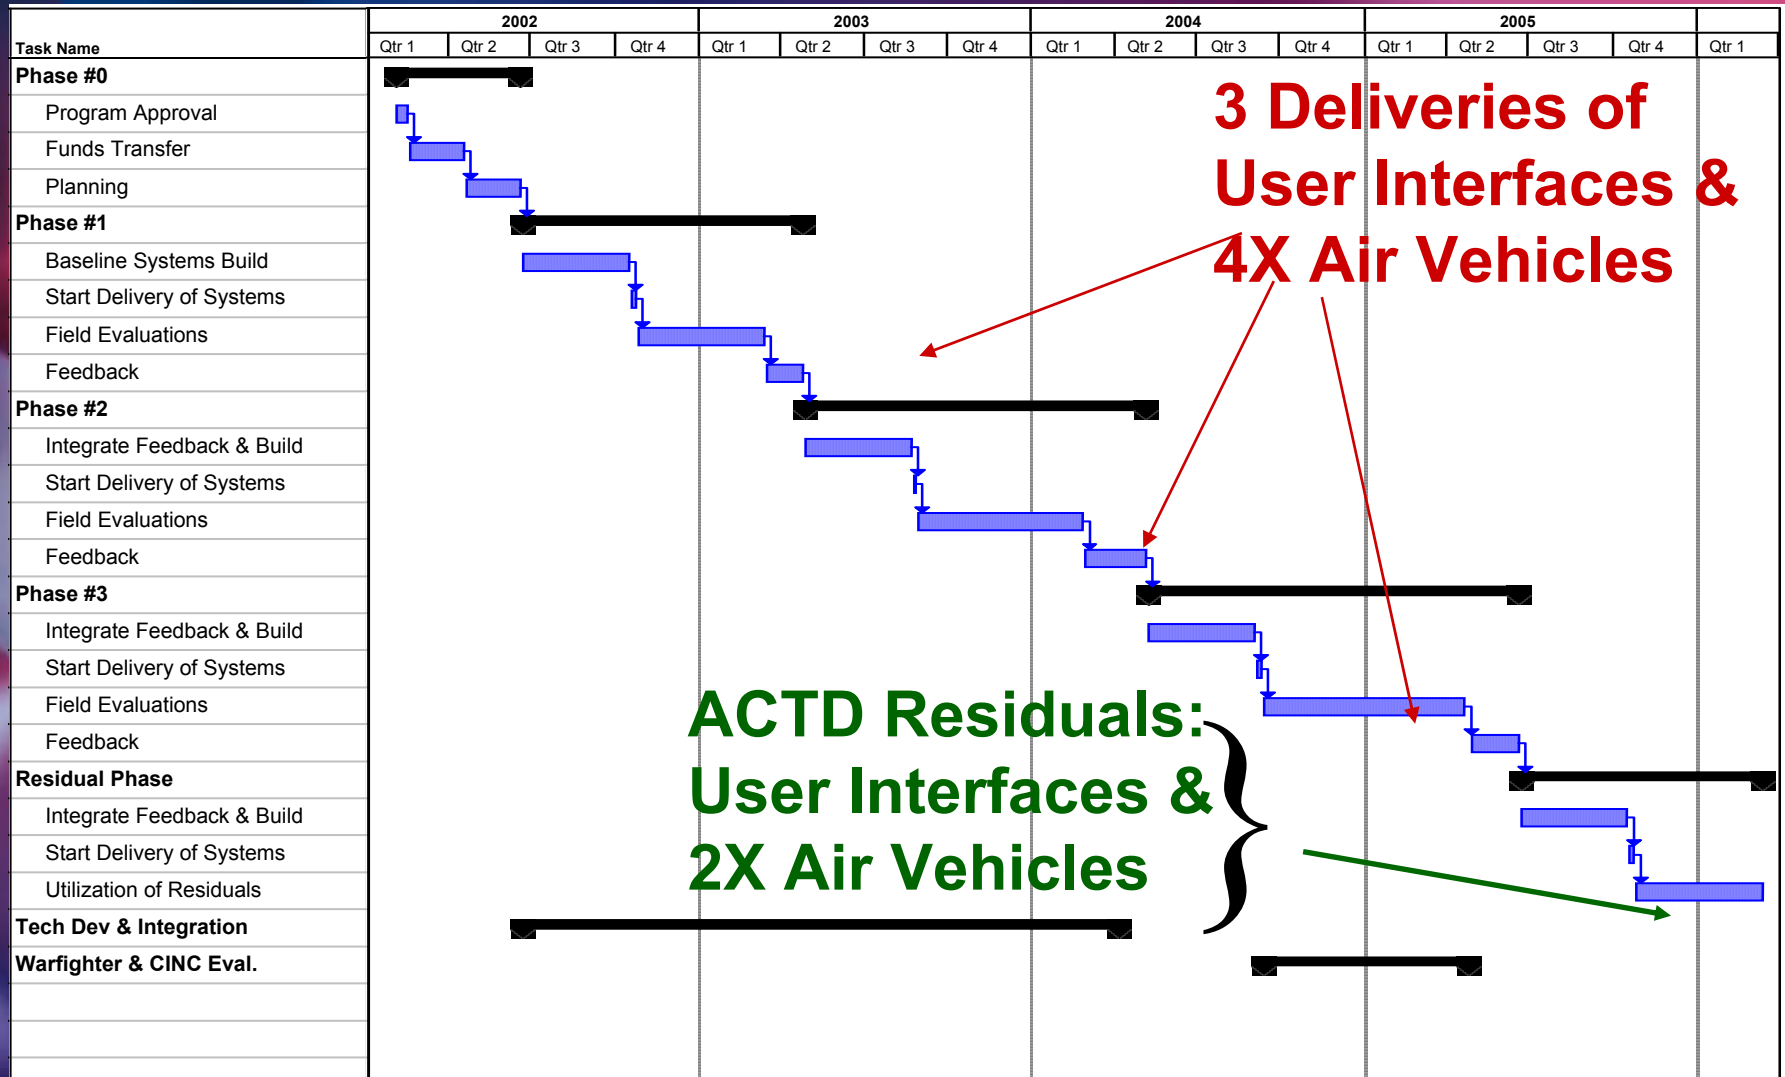 2002 2003 2004 2005
Task Name Qtr 1 Qtr 2 Qtr 3 Qtr 4 Qtr 1 Qtr 2 Qtr 3 Qtr 4 Qtr 1 Qtr 2 Qtr 3 Qtr 4 Qtr 1 Qtr 2 Qtr 3 Qtr 4 Qtr 1
Phase #0
Program Approval
Funds Transfer
Planning
Phase #1
Baseline Systems Build
Start Delivery of Systems
Field Evaluations
Feedback
Phase #2
Integrate Feedback & Build
Start Delivery of Systems
Field Evaluations
Feedback
Phase #3
Integrate Feedback & Build
Start Delivery of Systems
Field Evaluations
Feedback
Residual Phase
Integrate Feedback & Build
Start Delivery of Systems
Utilization of Residuals
Tech Dev & Integration
Warfighter & CINC Eval.
3 Deliveries of
User Interfaces &
4X Air Vehicles
ACTD Residuals:
User Interfaces &
2X Air Vehicles
}